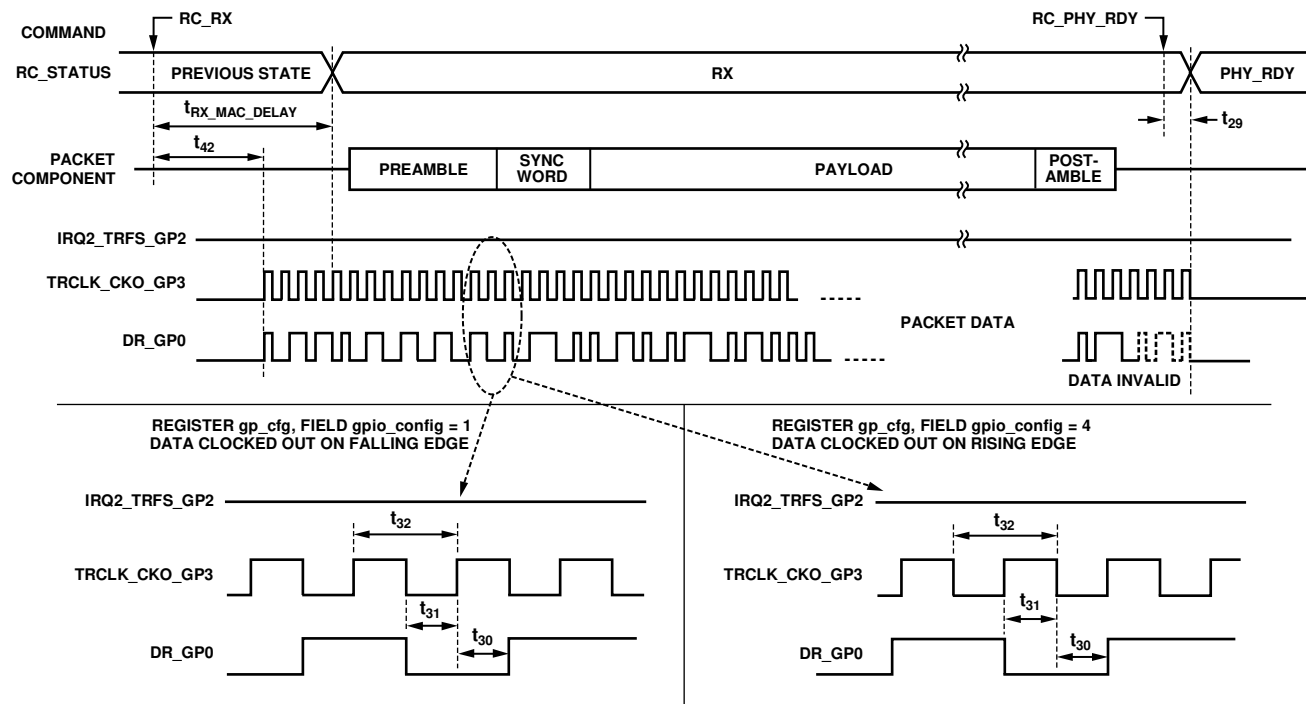 RC_RX
RC_PHY_RDY
COMMAND
RC_STATUS
PREVIOUS STATE
RX
PHY_RDY
tRX_MAC_DELAY
t29
t42
PACKET
COMPONENT
PREAMBLE
SYNC
WORD
PAYLOAD
POST-
AMBLE
IRQ2_TRFS_GP2
TRCLK_CKO_GP3
PACKET DATA
DR_GP0
DATA INVALID
REGISTER gp_cfg, FIELD gpio_config = 1
DATA CLOCKED OUT ON FALLING EDGE
IRQ2_TRFS_GP2
t32
TRCLK_CKO_GP3
t31
t30
DR_GP0
REGISTER gp_cfg, FIELD gpio_config = 4
DATA CLOCKED OUT ON RISING EDGE
IRQ2_TRFS_GP2
t32
TRCLK_CKO_GP3
t31
t30
DR_GP0